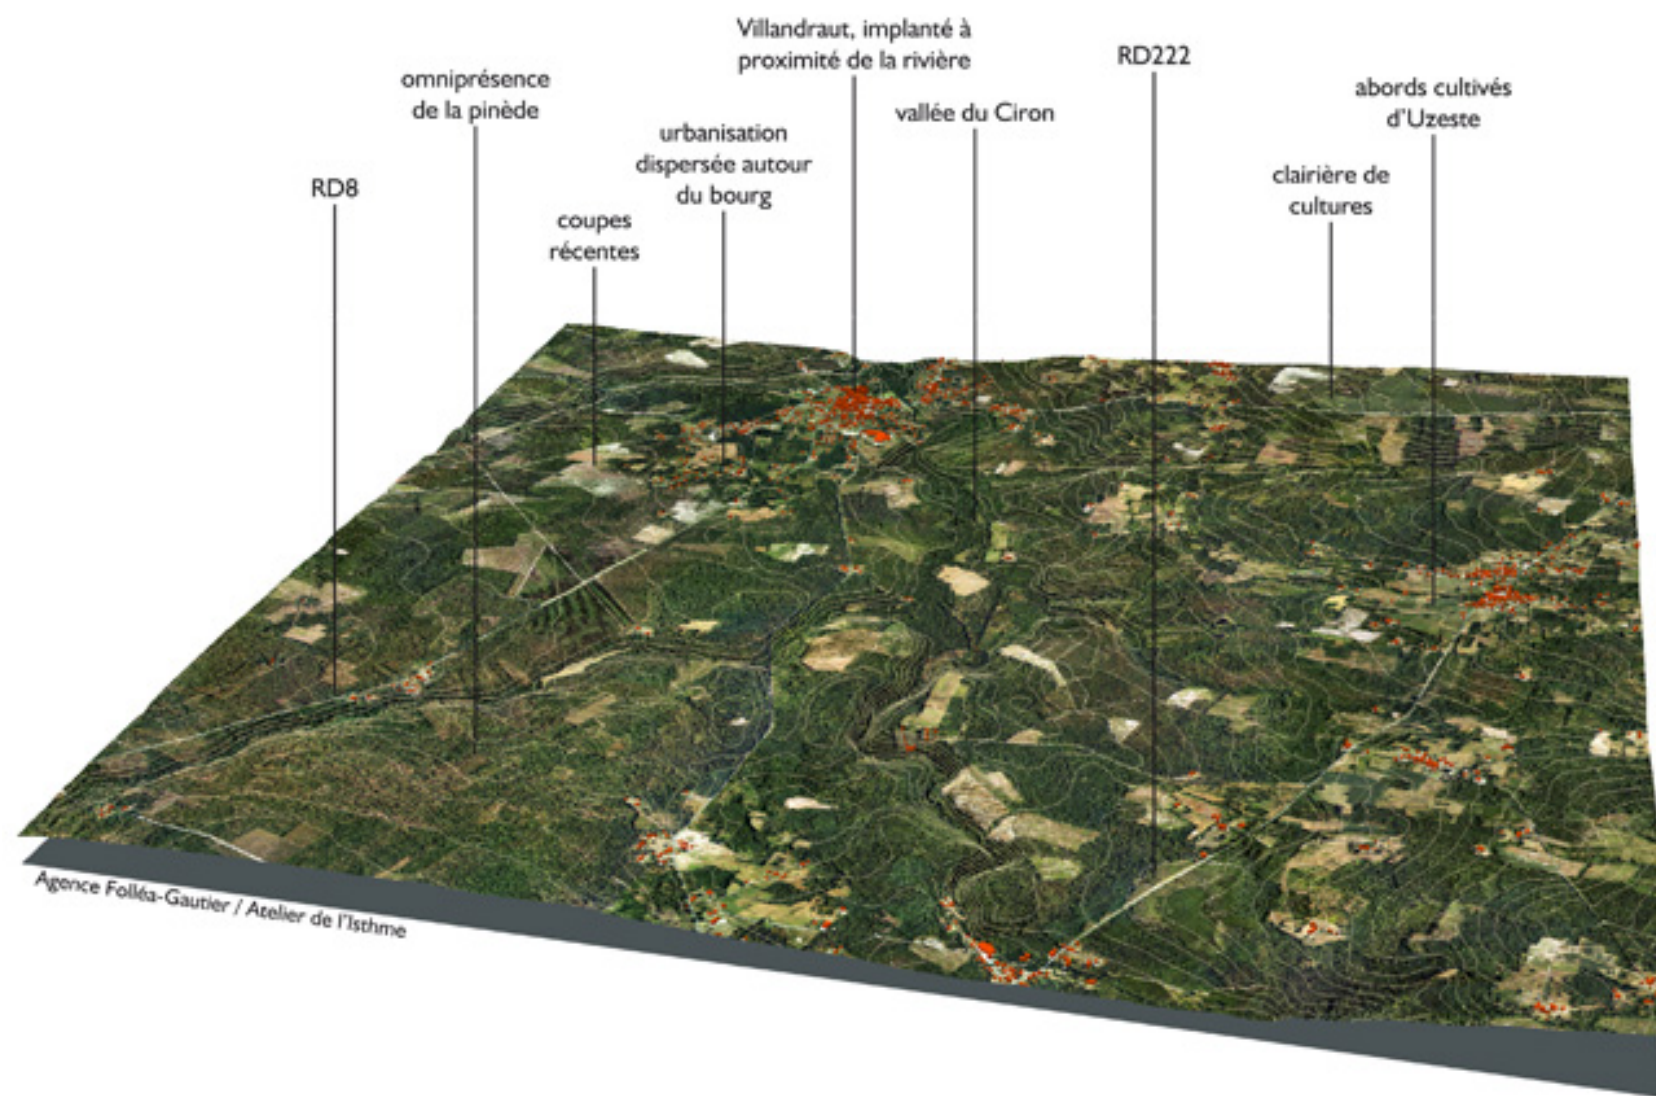 RD8
omniprésence
de la pinède
coupes
récentes
urbanisation
dispersée autour
du bourg
Villandraut, implanté à
proximité de la rivière
vallée du Ciron
RD222
clairière de
cultures
abords cultivés
d'Uzeste
Agence Folléa-Gautier / Atelier de l'Isthme